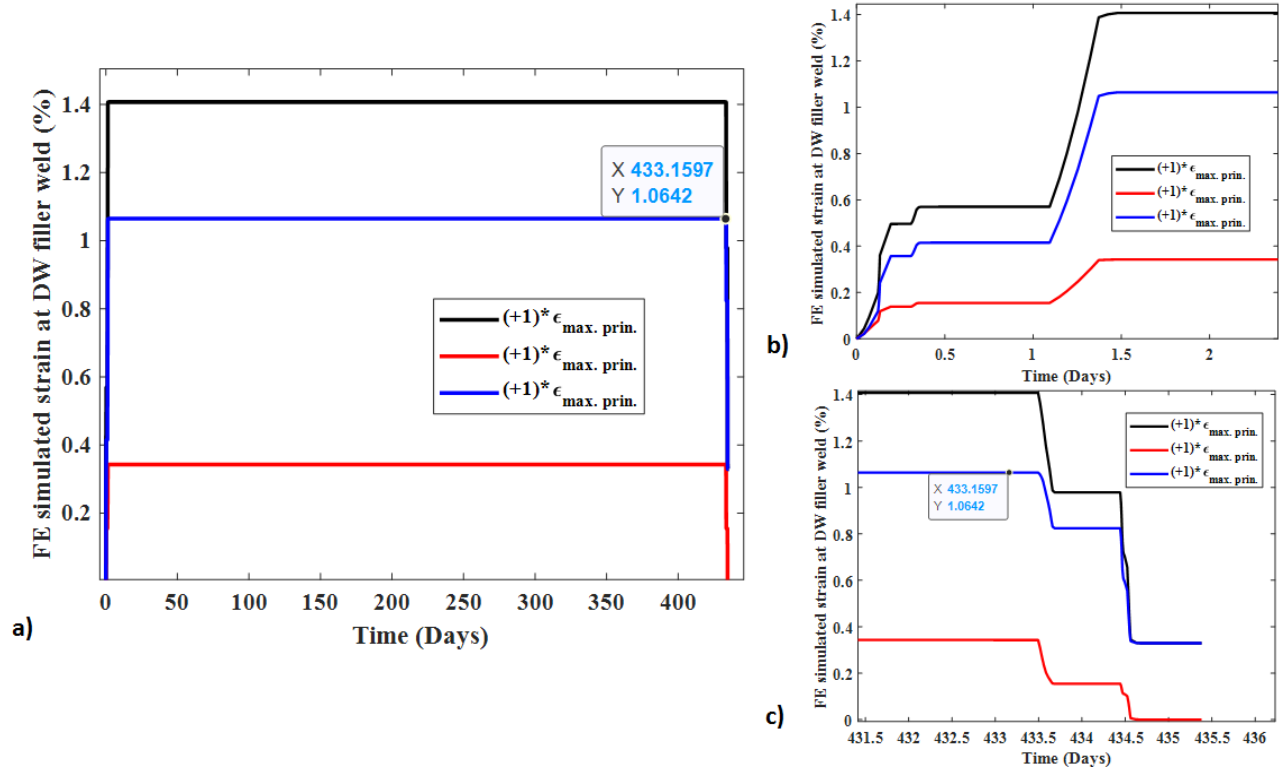 a)
FE simulated strain at DW filler weld (%)
1.4
1.2
1
0.8
0.6
0.4
0.2
0 50 100 150 200 250 300 350 400
Time (Days)
X 433.1597
Y 1.0642
(+1)* ϵmax. prin.
(+1)* ϵmax. prin.
(+1)* ϵmax. prin.
b)
FE simulated strain at DW filler weld (%)
1.4
1.2
1
0.8
0.6
0.4
0.2
0
0 0.5 1 1.5 2
Time (Days)
(+1)* ϵmax. prin.
(+1)* ϵmax. prin.
(+1)* ϵmax. prin.
c)
FE simulated strain at DW filler weld (%)
1.4
1.2
1
0.8
0.6
0.4
0.2
0
431.5 432 432.5 433 433.5 434 434.5 435 435.5 436
Time (Days)
X 433.1597
Y 1.0642
(+1)* ϵmax. prin.
(+1)* ϵmax. prin.
(+1)* ϵmax. prin.